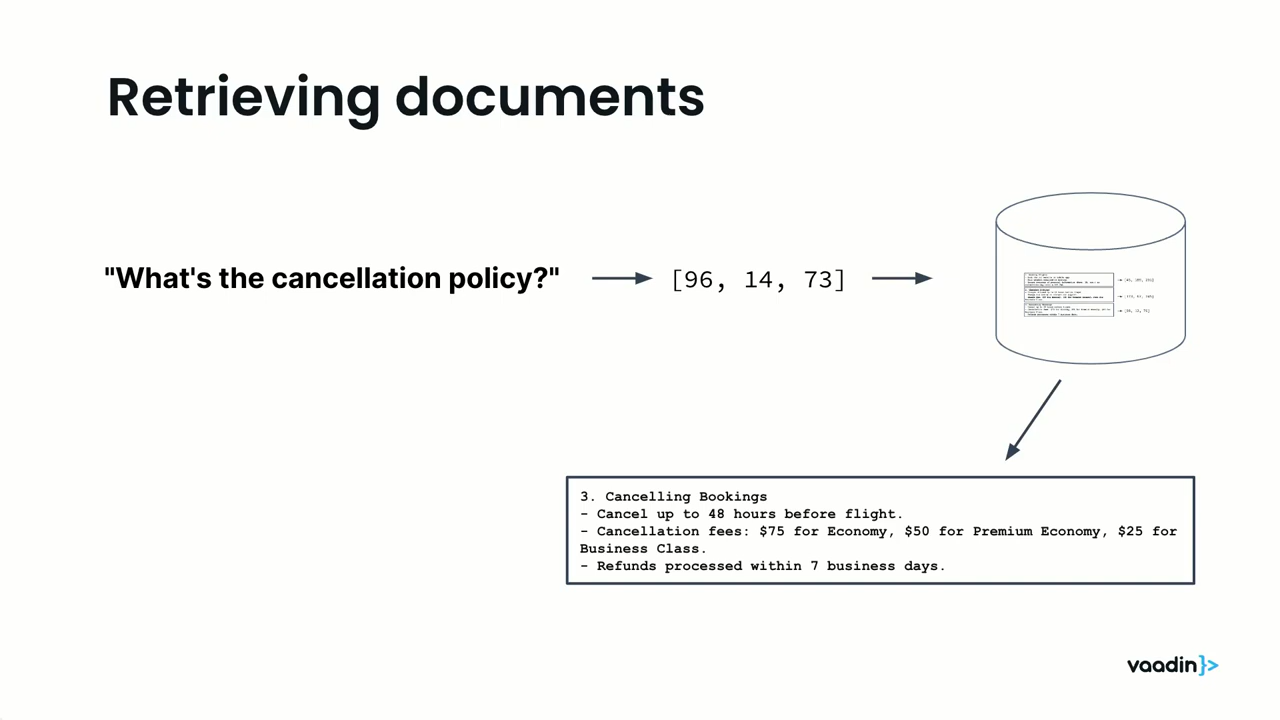 Retrieving documents
"What's the cancellation policy?"
[96, 14, 73]
3. Cancelling Bookings
- Cancel up to 48 hours before flight.
- Cancellation fees: $75 for Economy, $50 for Premium Economy, $25 for
Business Class.
- Refunds processed within 7 business days.
vaadin}>